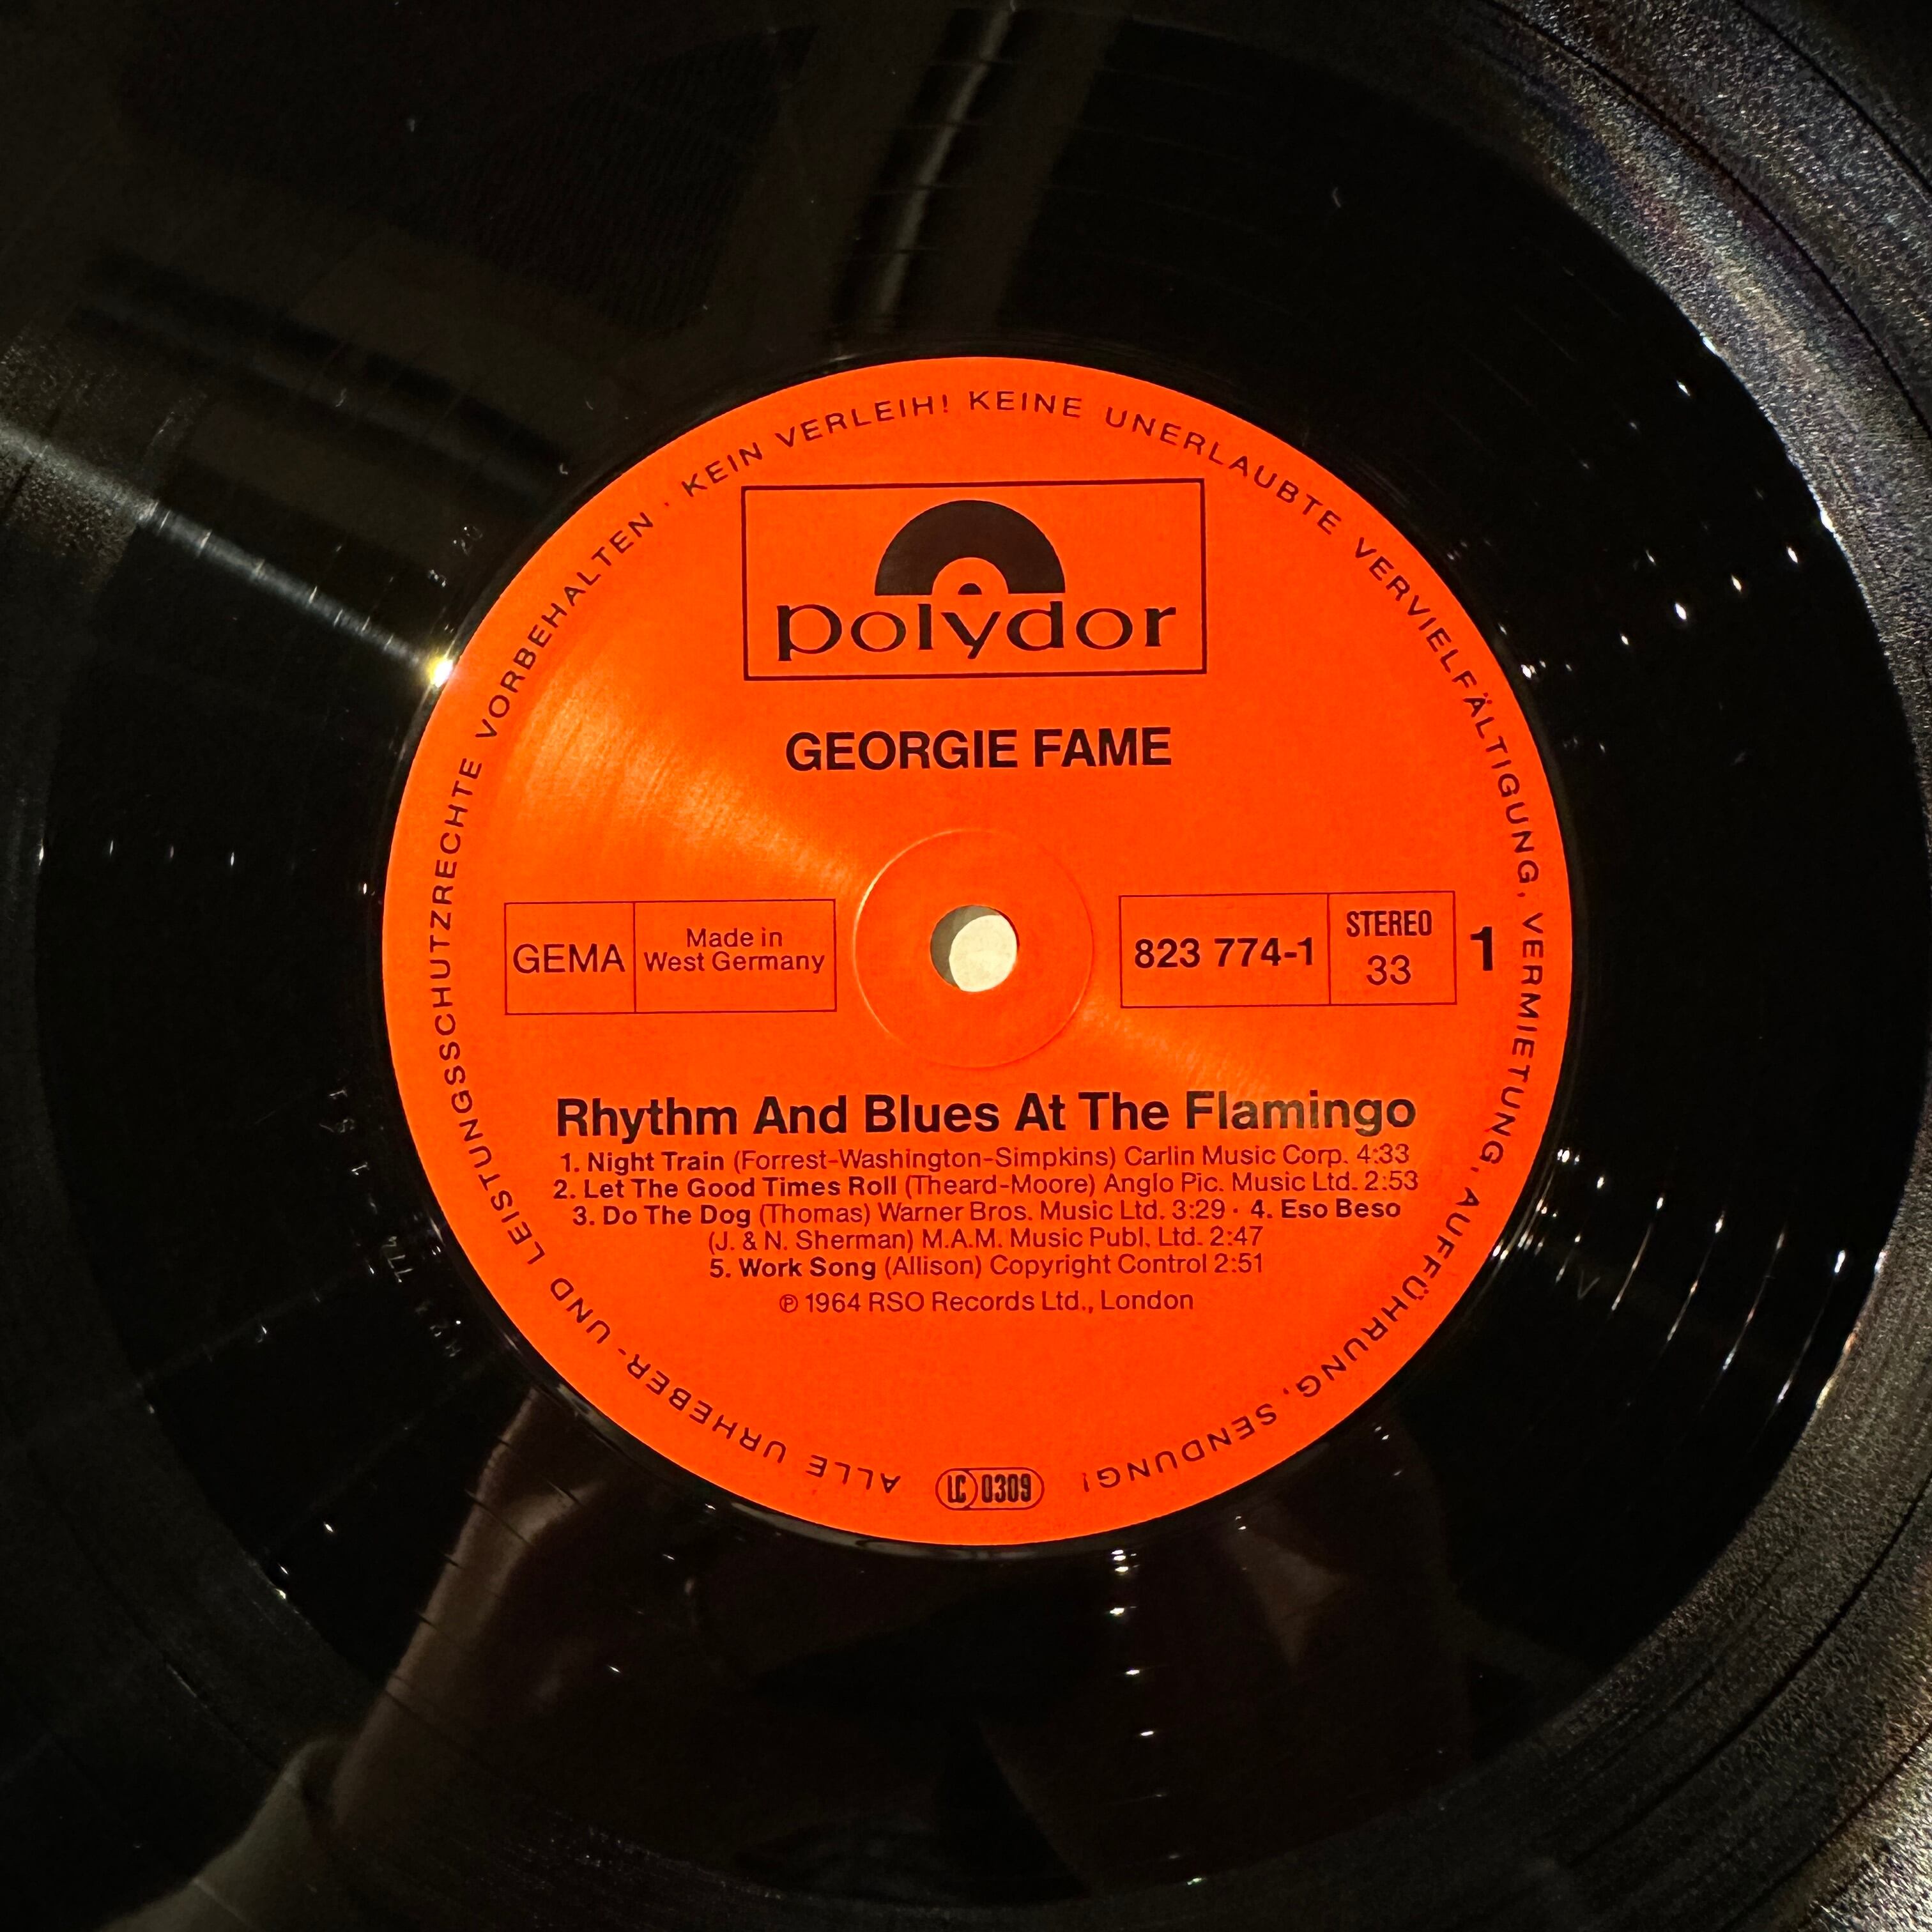 ALLE URHEBER- UND LEISTUNGSSCHUTZRECHTE VORBEHALTEN · KEIN VERLEIH! KEINE UNERLAUBTE VERVIELFÄLTIGUNG, VERMIETUNG, AUFFÜHRUNG, SENDUNG!
polydor
GEORGIE FAME
GEMA
Made in
West Germany
823 774-1
STEREO
33
1
Rhythm And Blues At The Flamingo
1. Night Train (Forrest-Washington-Simpkins) Carlin Music Corp. 4:33
2. Let The Good Times Roll (Theard-Moore) Anglo Pic. Music Ltd. 2:53
3. Do The Dog (Thomas) Warner Bros. Music Ltd. 3:29 · 4. Eso Beso
(J. & N. Sherman) M.A.M. Music Publ. Ltd. 2:47
5. Work Song (Allison) Copyright Control 2:51
℗ 1964 RSO Records Ltd., London
LC 0309